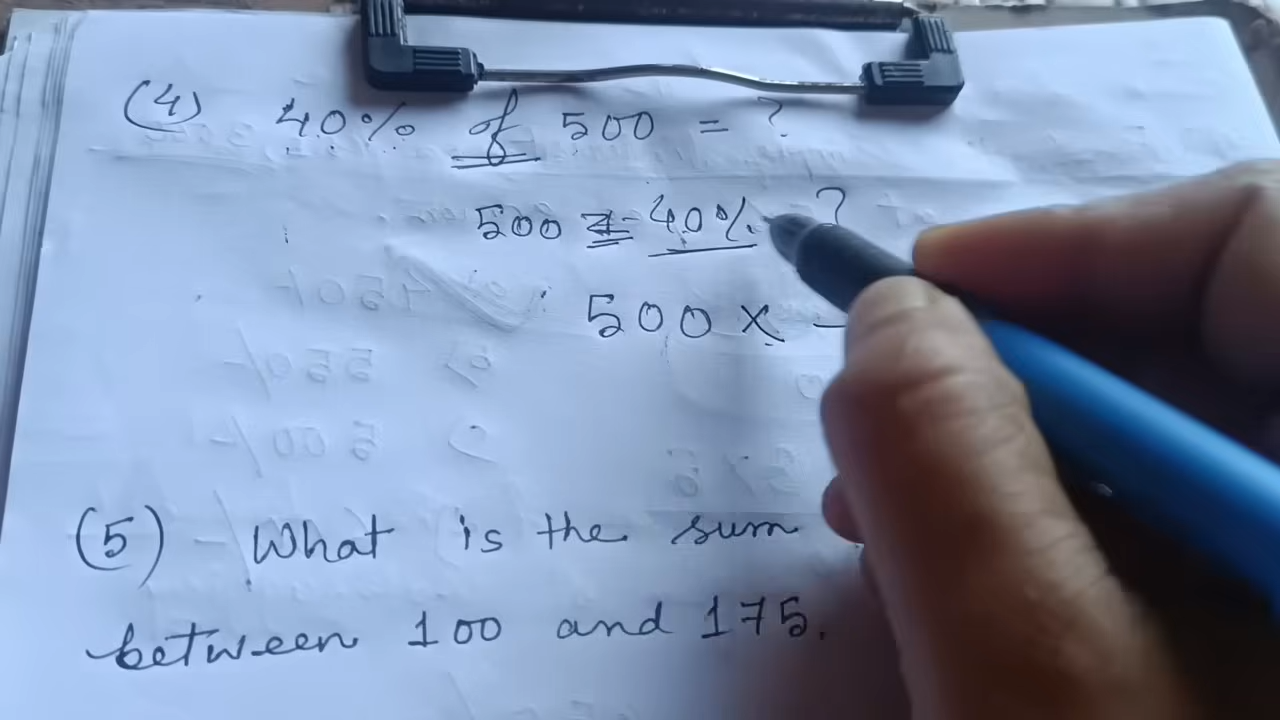 (4) 40% of 500 = ?
500 40% ?
500 × –
(5) - What is the sum
between 100 and 175.